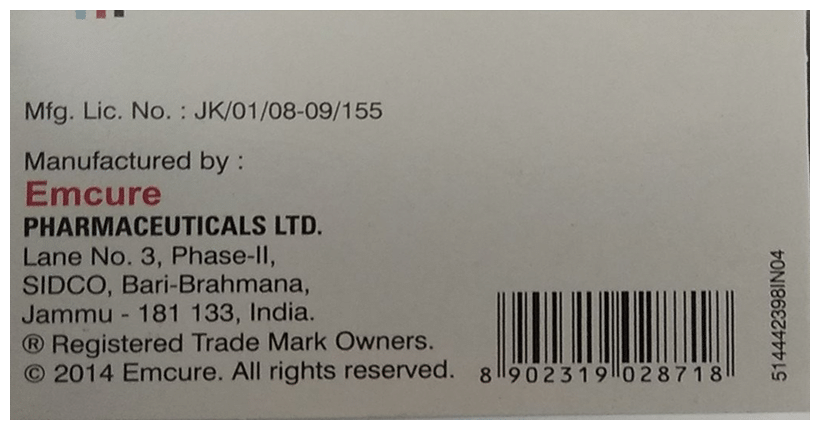 Mfg. Lic. No. : JK/01/08-09/155
Manufactured by :
Emcure
PHARMACEUTICALS LTD.
Lane No. 3, Phase-II,
SIDCO, Bari-Brahmana,
Jammu - 181 133, India.
® Registered Trade Mark Owners.
© 2014 Emcure. All rights reserved.
8 902319 028718
514442398IN04